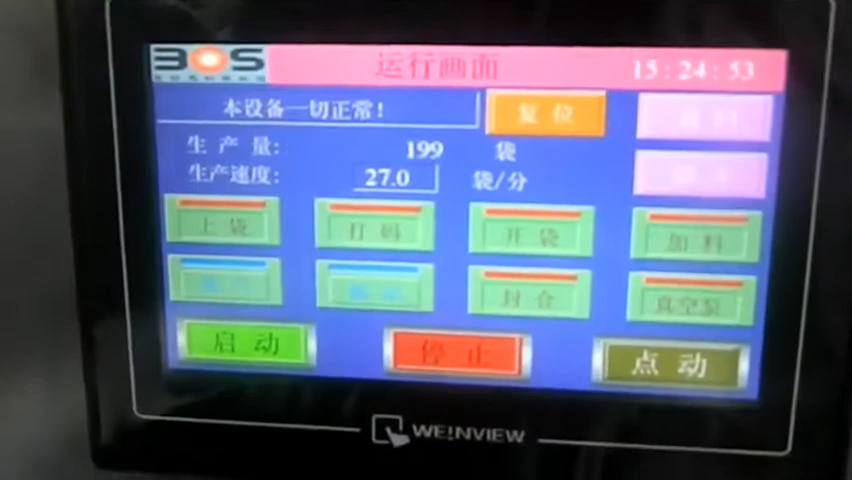 BOS
运行画面
15:24:53
本设备一切正常!
复位
生产量: 199 袋
生产速度: 27.0 袋/分
上袋
打码
开袋
加料
封合
真空泵
启动
停止
点动
WEINVIEW